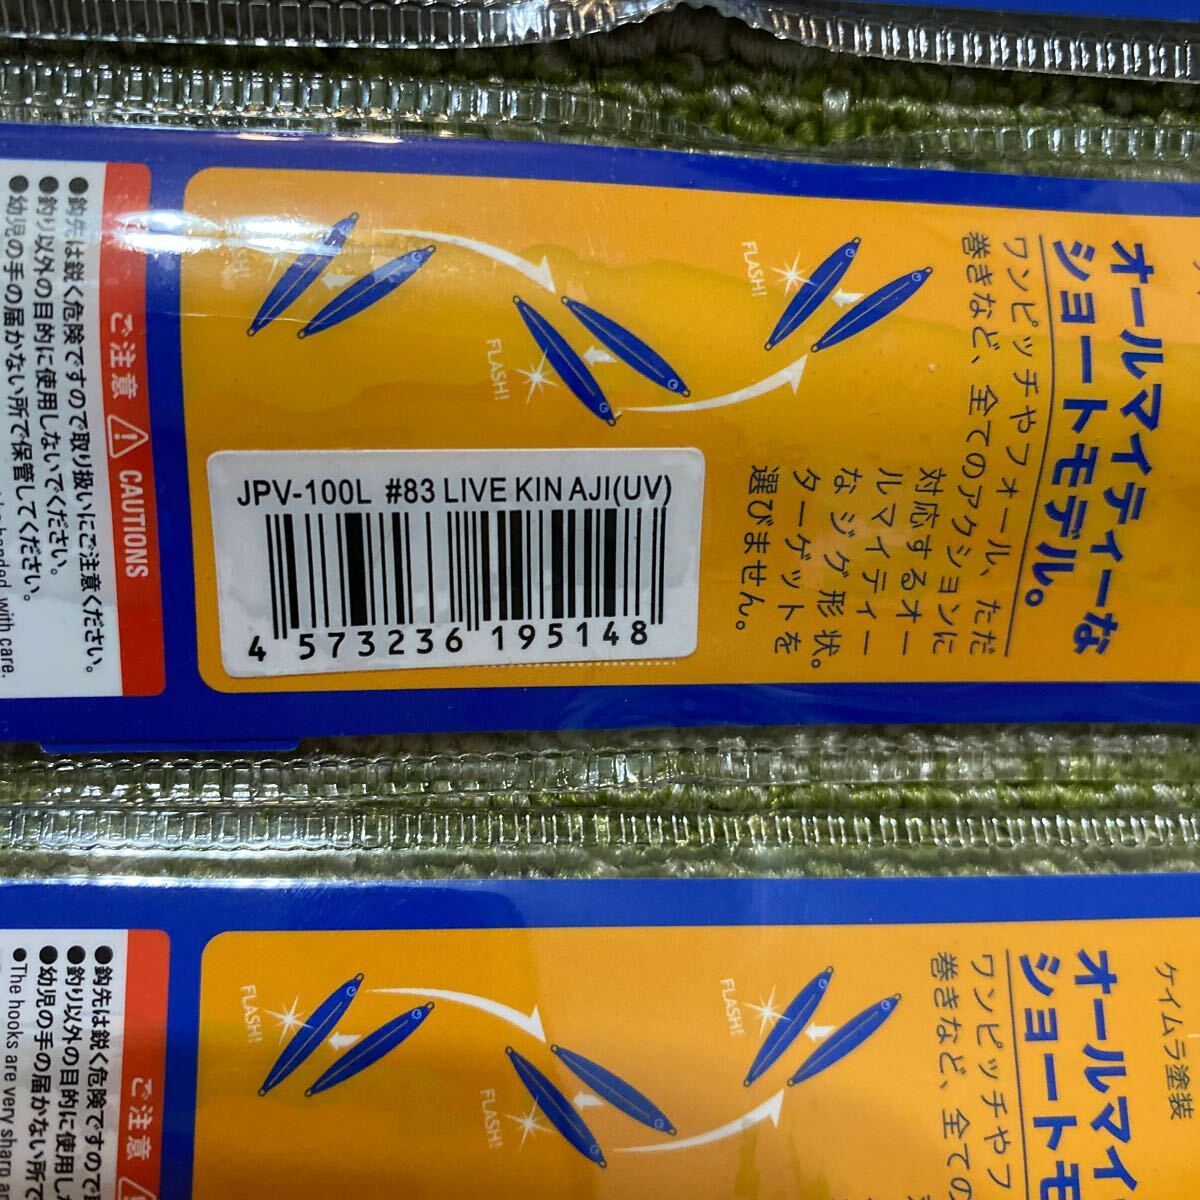 オールマイティーな
ショートモデル。
ワンピッチやフォール、ただ
巻きなど、全てのアクションに
対応するオー
ルマイティー
なジグ形状。
ターゲットを
選びません。
FLASH!
FLASH!
JPV-100L #83 LIVE KIN AJI(UV)
4 573236 195148
ご注意 CAUTIONS
●鈎先は鋭く危険ですので取り扱いにご注意ください。
●釣り以外の目的に使用しないでください。
●幼児の手の届かない所で保管してください。
handed with care.
ケイムラ塗装
オールマイ
ショートモ
ワンピッチやフ
巻きなど、全ての
FLASH!
FLASH!
FLASH!
ご注意
●鈎先は鋭く危険ですので
●釣り以外の目的に使用し
●幼児の手の届かない所で
●The hooks are very sharp